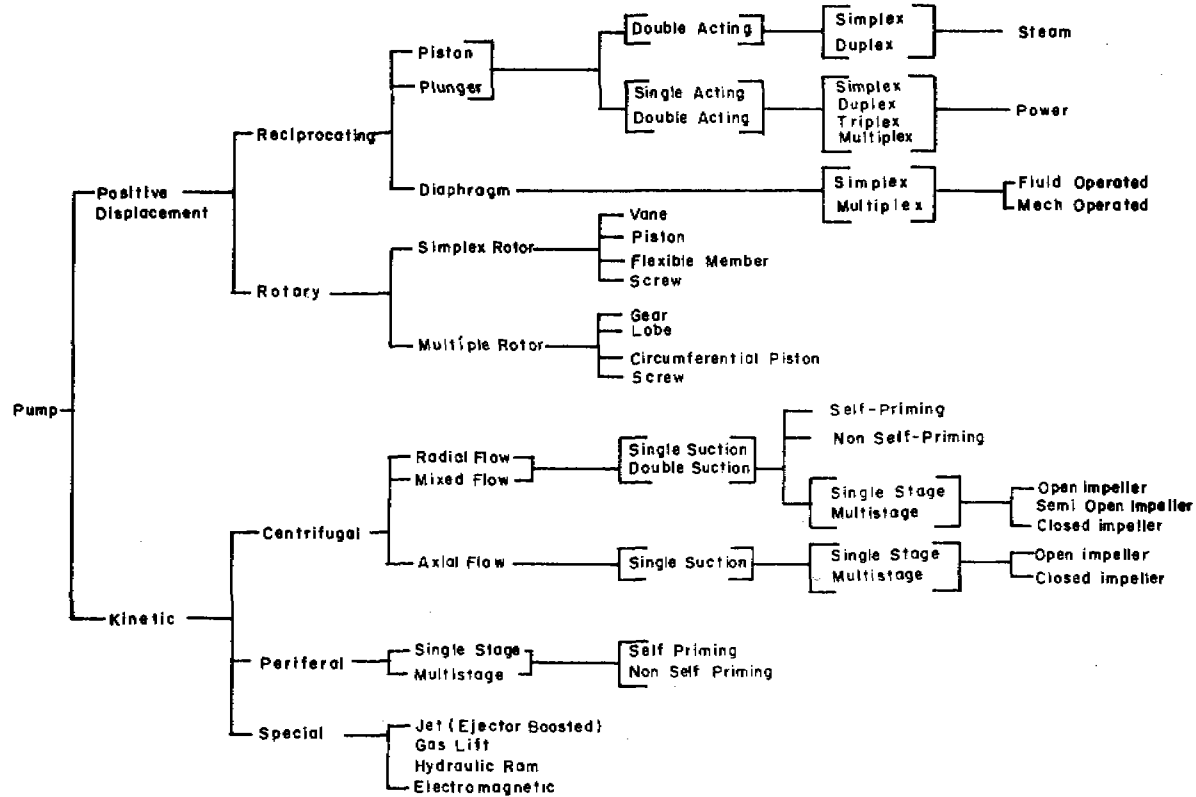 Pump
Positive
Displacement
Reciprocating
Piston
Plunger
Double Acting
Simplex
Duplex
Steam
Single Acting
Double Acting
Simplex
Duplex
Triplex
Multiplex
Power
Diaphragm
Simplex
Multiplex
Fluid Operated
Mech Operated
Rotary
Simplex Rotor
Vane
Piston
Flexible Member
Screw
Multiple Rotor
Gear
Lobe
Circumferential Piston
Screw
Kinetic
Centrifugal
Radial Flow
Mixed Flow
Single Suction
Double Suction
Self-Priming
Non Self-Priming
Single Stage
Multistage
Open impeller
Semi Open Impeller
Closed impeller
Axial Flow
Single Suction
Single Stage
Multistage
Open impeller
Closed impeller
Periferal
Single Stage
Multistage
Self Priming
Non Self Priming
Special
Jet (Ejector Boosted)
Gas Lift
Hydraulic Ram
Electromagnetic